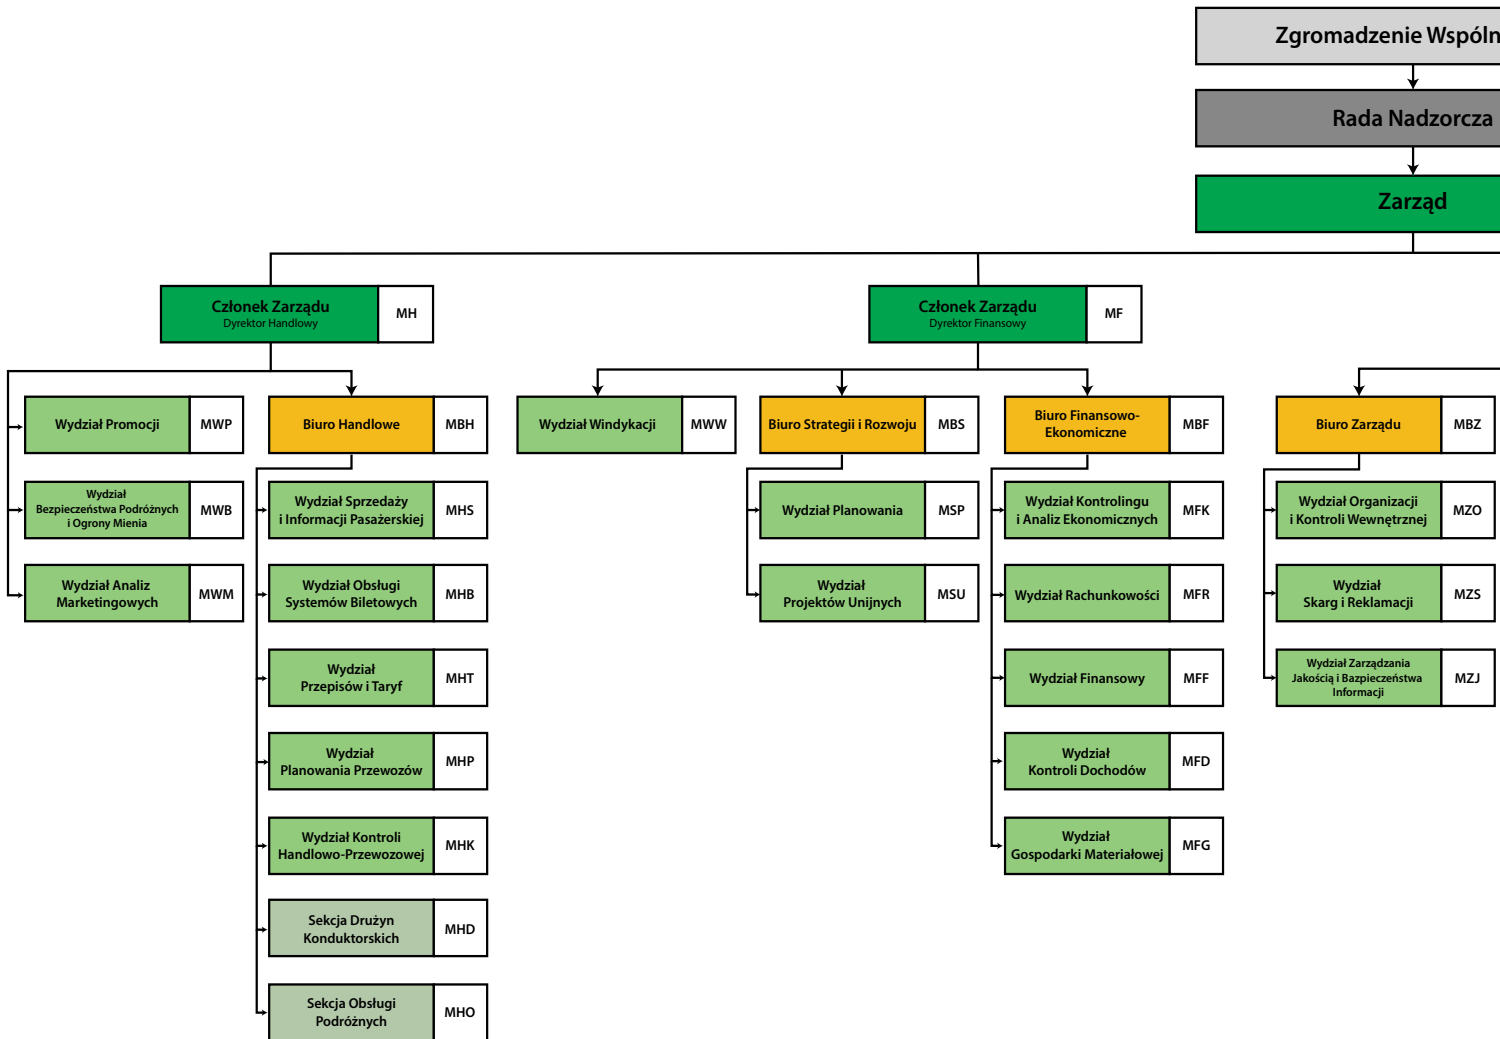 Zgromadzenie Wspóln
Rada Nadzorcza
Zarząd
Członek Zarządu
Dyrektor Handlowy
MH
Członek Zarządu
Dyrektor Finansowy
MF
Wydział Promocji
MWP
Wydział
Bezpieczeństwa Podróżnych
i Ogrony Mienia
MWB
Wydział Analiz
Marketingowych
MWM
Biuro Handlowe
MBH
Wydział Sprzedaży
i Informacji Pasażerskiej
MHS
Wydział Obsługi
Systemów Biletowych
MHB
Wydział
Przepisów i Taryf
MHT
Wydział
Planowania Przewozów
MHP
Wydział Kontroli
Handlowo-Przewozowej
MHK
Sekcja Drużyn
Konduktorskich
MHD
Sekcja Obsługi
Podróżnych
MHO
Wydział Windykacji
MWW
Biuro Strategii i Rozwoju
MBS
Wydział Planowania
MSP
Wydział
Projektów Unijnych
MSU
Biuro Finansowo-
Ekonomiczne
MBF
Wydział Kontrolingu
i Analiz Ekonomicznych
MFK
Wydział Rachunkowości
MFR
Wydział Finansowy
MFF
Wydział
Kontroli Dochodów
MFD
Wydział
Gospodarki Materiałowej
MFG
Biuro Zarządu
MBZ
Wydział Organizacji
i Kontroli Wewnętrznej
MZO
Wydział
Skarg i Reklamacji
MZS
Wydział Zarządzania
Jakością i Bazpieczeństwa
Informacji
MZJ